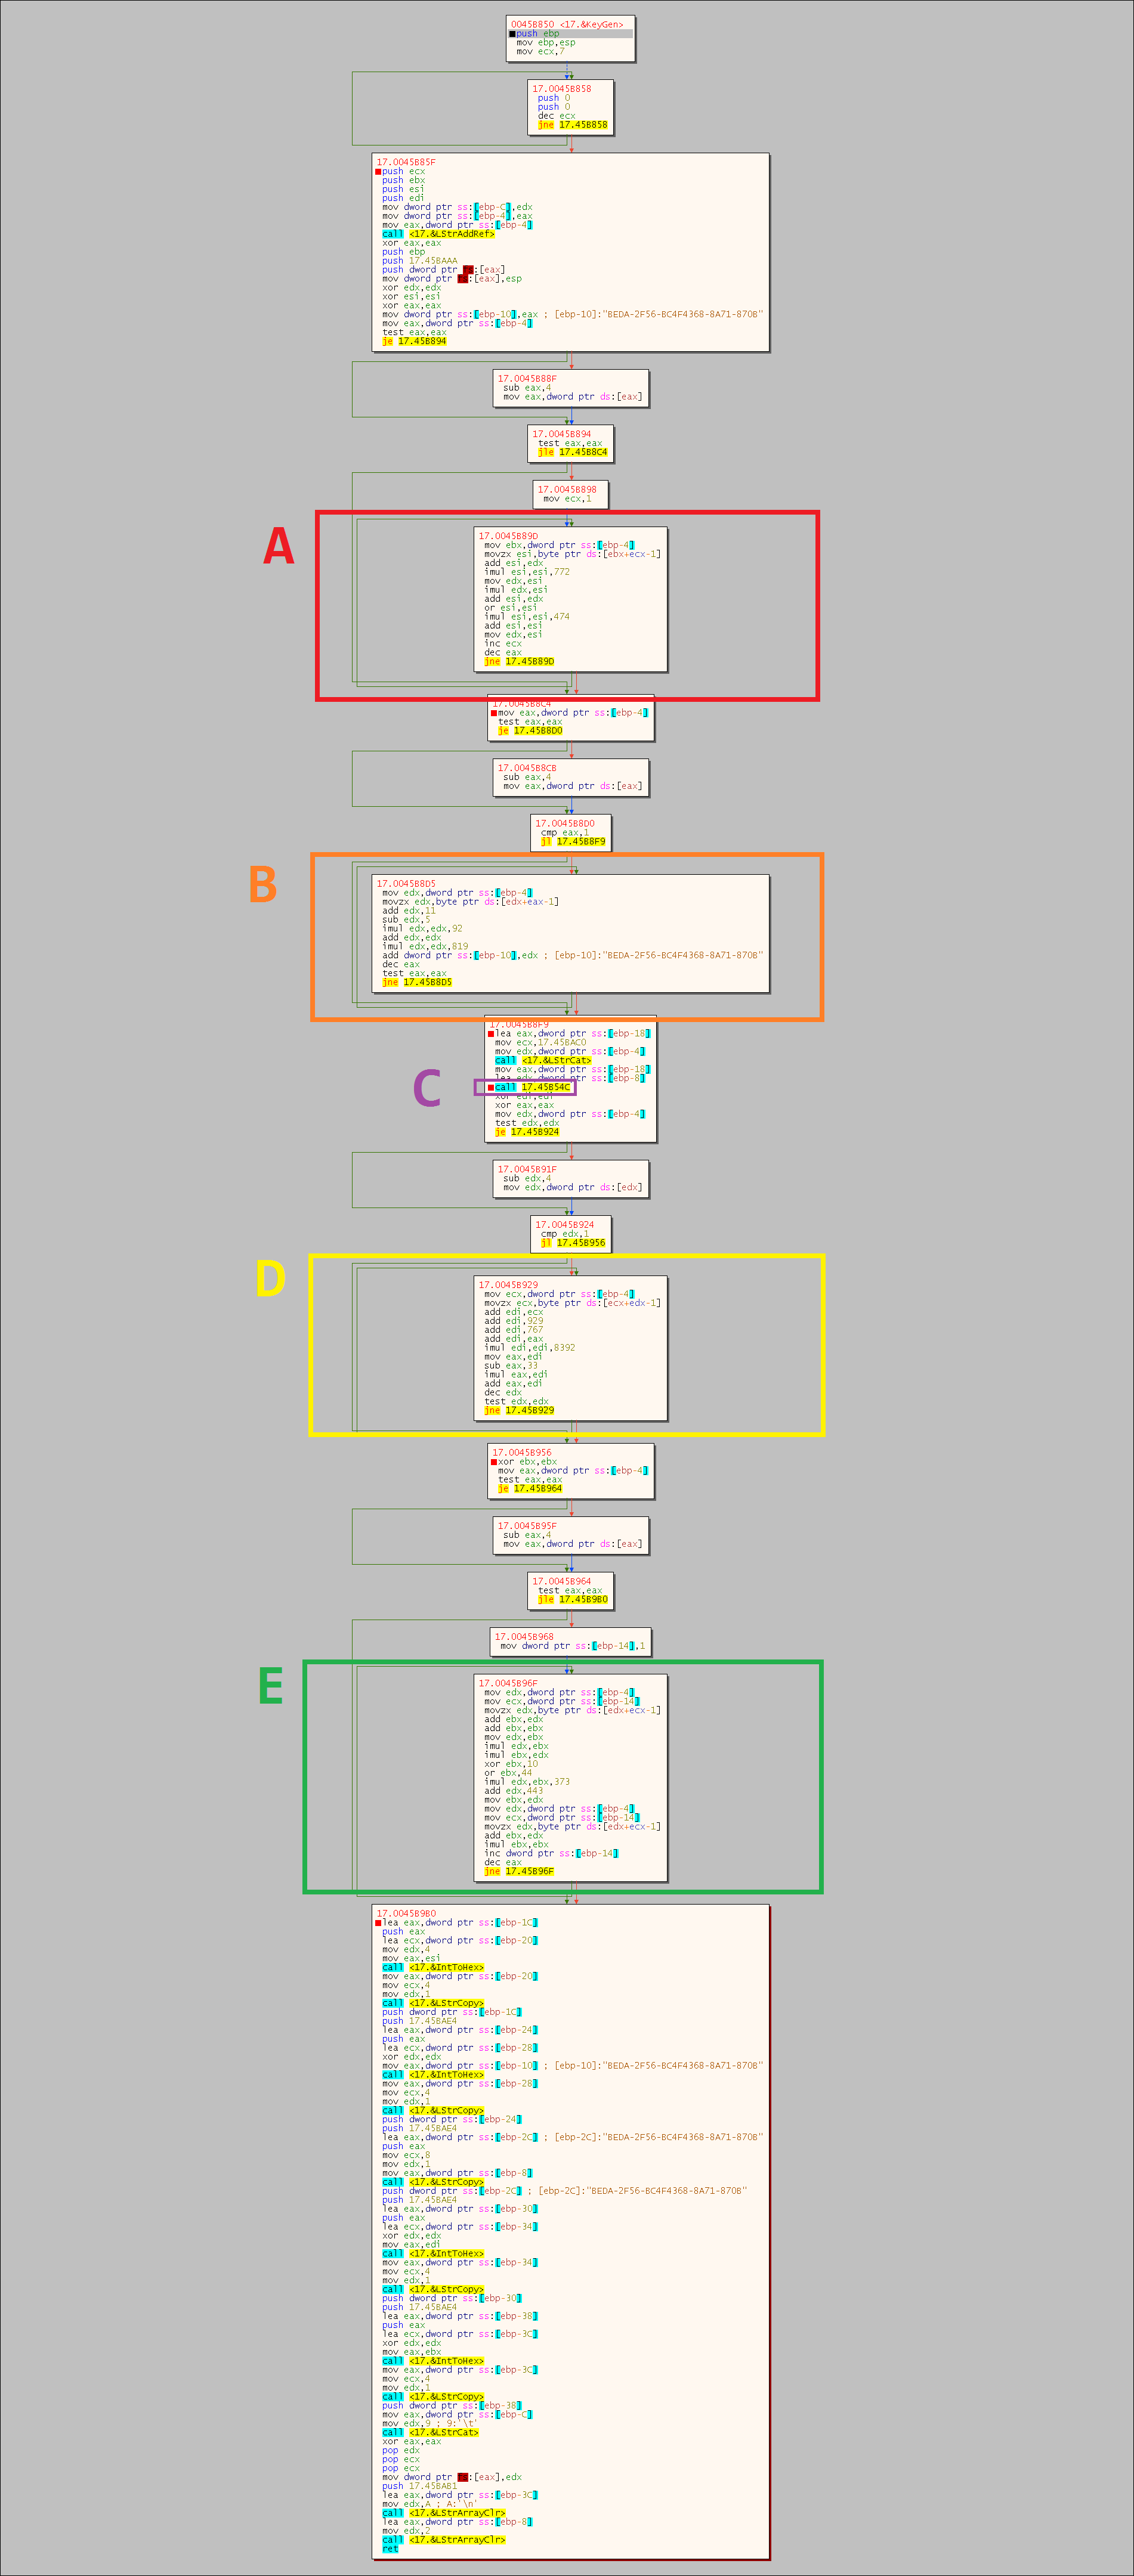 0045B850 <17.&KeyGen>
push ebp
mov ebp,esp
mov ecx,7
17.0045B858
push 0
push 0
dec ecx
jne 17.45B858
17.0045B85F
push ecx
push ebx
push esi
push edi
mov dword ptr ss:[ebp-C],edx
mov dword ptr ss:[ebp-4],eax
mov eax,dword ptr ss:[ebp-4]
call <17.&LStrAddRef>
xor eax,eax
push ebp
push 17.45BAAA
push dword ptr fs:[eax]
mov dword ptr fs:[eax],esp
xor edx,edx
xor esi,esi
xor eax,eax
mov dword ptr ss:[ebp-10],eax ; [ebp-10]:"BEDA-2F56-BC4F4368-8A71-870B"
mov eax,dword ptr ss:[ebp-4]
test eax,eax
je 17.45B894
17.0045B88F
sub eax,4
mov eax,dword ptr ds:[eax]
17.0045B894
test eax,eax
jle 17.45B8C4
17.0045B898
mov ecx,1
A
17.0045B89D
mov ebx,dword ptr ss:[ebp-4]
movzx esi,byte ptr ds:[ebx+ecx-1]
add esi,edx
imul esi,esi,772
mov edx,esi
imul edx,esi
add esi,edx
or esi,esi
imul esi,esi,474
add esi,esi
mov edx,esi
inc ecx
dec eax
jne 17.45B89D
17.0045B8C4
mov eax,dword ptr ss:[ebp-4]
test eax,eax
je 17.45B8D0
17.0045B8CB
sub eax,4
mov eax,dword ptr ds:[eax]
17.0045B8D0
cmp eax,1
jl 17.45B8F9
B
17.0045B8D5
mov edx,dword ptr ss:[ebp-4]
movzx edx,byte ptr ds:[edx+eax-1]
add edx,11
sub edx,5
imul edx,edx,92
add edx,edx
imul edx,edx,819
add dword ptr ss:[ebp-10],edx ; [ebp-10]:"BEDA-2F56-BC4F4368-8A71-870B"
dec eax
test eax,eax
jne 17.45B8D5
17.0045B8F9
lea eax,dword ptr ss:[ebp-18]
mov ecx,17.45BAC0
mov edx,dword ptr ss:[ebp-4]
call <17.&LStrCat>
mov eax,dword ptr ss:[ebp-18]
lea edx,dword ptr ss:[ebp-8]
C
call 17.45B54C
xor edi,edi
xor eax,eax
mov edx,dword ptr ss:[ebp-4]
test edx,edx
je 17.45B924
17.0045B91F
sub edx,4
mov edx,dword ptr ds:[edx]
17.0045B924
cmp edx,1
jl 17.45B956
D
17.0045B929
mov ecx,dword ptr ss:[ebp-4]
movzx ecx,byte ptr ds:[ecx+edx-1]
add edi,ecx
add edi,929
add edi,767
add edi,eax
imul edi,edi,8392
mov eax,edi
sub eax,33
imul eax,edi
add eax,edi
dec edx
test edx,edx
jne 17.45B929
17.0045B956
xor ebx,ebx
mov eax,dword ptr ss:[ebp-4]
test eax,eax
je 17.45B964
17.0045B95F
sub eax,4
mov eax,dword ptr ds:[eax]
17.0045B964
test eax,eax
jle 17.45B9B0
17.0045B968
mov dword ptr ss:[ebp-14],1
E
17.0045B96F
mov edx,dword ptr ss:[ebp-4]
mov ecx,dword ptr ss:[ebp-14]
movzx edx,byte ptr ds:[edx+ecx-1]
add ebx,edx
add ebx,ebx
mov edx,ebx
imul edx,ebx
imul ebx,edx
xor ebx,10
or ebx,44
imul edx,ebx,373
add edx,443
mov ebx,edx
mov edx,dword ptr ss:[ebp-4]
mov ecx,dword ptr ss:[ebp-14]
movzx edx,byte ptr ds:[edx+ecx-1]
add ebx,edx
imul ebx,ebx
inc dword ptr ss:[ebp-14]
dec eax
jne 17.45B96F
17.0045B9B0
lea eax,dword ptr ss:[ebp-1C]
push eax
lea ecx,dword ptr ss:[ebp-20]
mov edx,4
mov eax,esi
call <17.&IntToHex>
mov eax,dword ptr ss:[ebp-20]
mov ecx,4
mov edx,1
call <17.&LStrCopy>
push dword ptr ss:[ebp-1C]
push 17.45BAE4
lea eax,dword ptr ss:[ebp-24]
push eax
lea ecx,dword ptr ss:[ebp-28]
xor edx,edx
mov eax,dword ptr ss:[ebp-10] ; [ebp-10]:"BEDA-2F56-BC4F4368-8A71-870B"
call <17.&IntToHex>
mov eax,dword ptr ss:[ebp-28]
mov ecx,4
mov edx,1
call <17.&LStrCopy>
push dword ptr ss:[ebp-24]
push 17.45BAE4
lea eax,dword ptr ss:[ebp-2C] ; [ebp-2C]:"BEDA-2F56-BC4F4368-8A71-870B"
push eax
mov ecx,8
mov edx,1
mov eax,dword ptr ss:[ebp-8]
call <17.&LStrCopy>
push dword ptr ss:[ebp-2C] ; [ebp-2C]:"BEDA-2F56-BC4F4368-8A71-870B"
push 17.45BAE4
lea eax,dword ptr ss:[ebp-30]
push eax
lea ecx,dword ptr ss:[ebp-34]
xor edx,edx
mov eax,edi
call <17.&IntToHex>
mov eax,dword ptr ss:[ebp-34]
mov ecx,4
mov edx,1
call <17.&LStrCopy>
push dword ptr ss:[ebp-30]
push 17.45BAE4
lea eax,dword ptr ss:[ebp-38]
push eax
lea ecx,dword ptr ss:[ebp-3C]
xor edx,edx
mov eax,ebx
call <17.&IntToHex>
mov eax,dword ptr ss:[ebp-3C]
mov ecx,4
mov edx,1
call <17.&LStrCopy>
push dword ptr ss:[ebp-38]
mov eax,dword ptr ss:[ebp-C]
mov edx,9 ; 9:'\t'
call <17.&LStrCat>
xor eax,eax
pop edx
pop ecx
pop ecx
mov dword ptr fs:[eax],edx
push 17.45BAB1
lea eax,dword ptr ss:[ebp-3C]
mov edx,A ; A:'\n'
call <17.&LStrArrayClr>
lea eax,dword ptr ss:[ebp-8]
mov edx,2
call <17.&LStrArrayClr>
ret